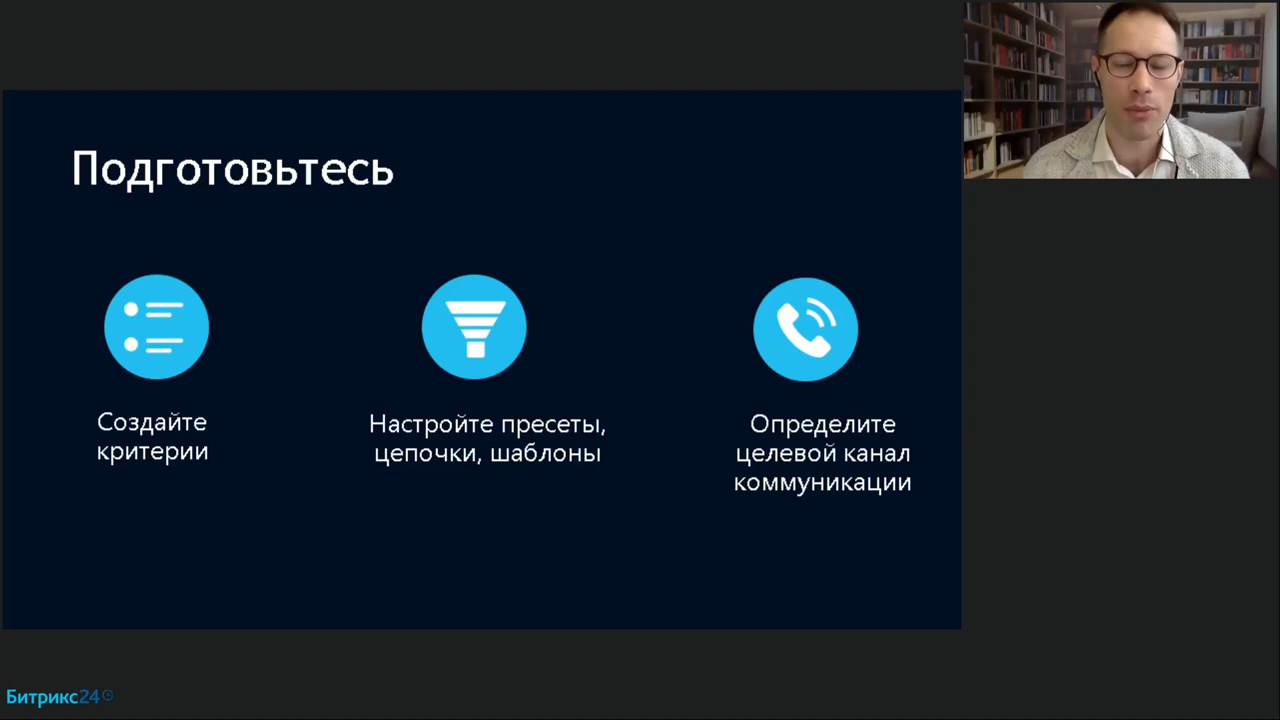 Подготовьтесь
Создайте
критерии
Настройте пресеты,
цепочки, шаблоны
Определите
целевой канал
коммуникации
Битрикс24